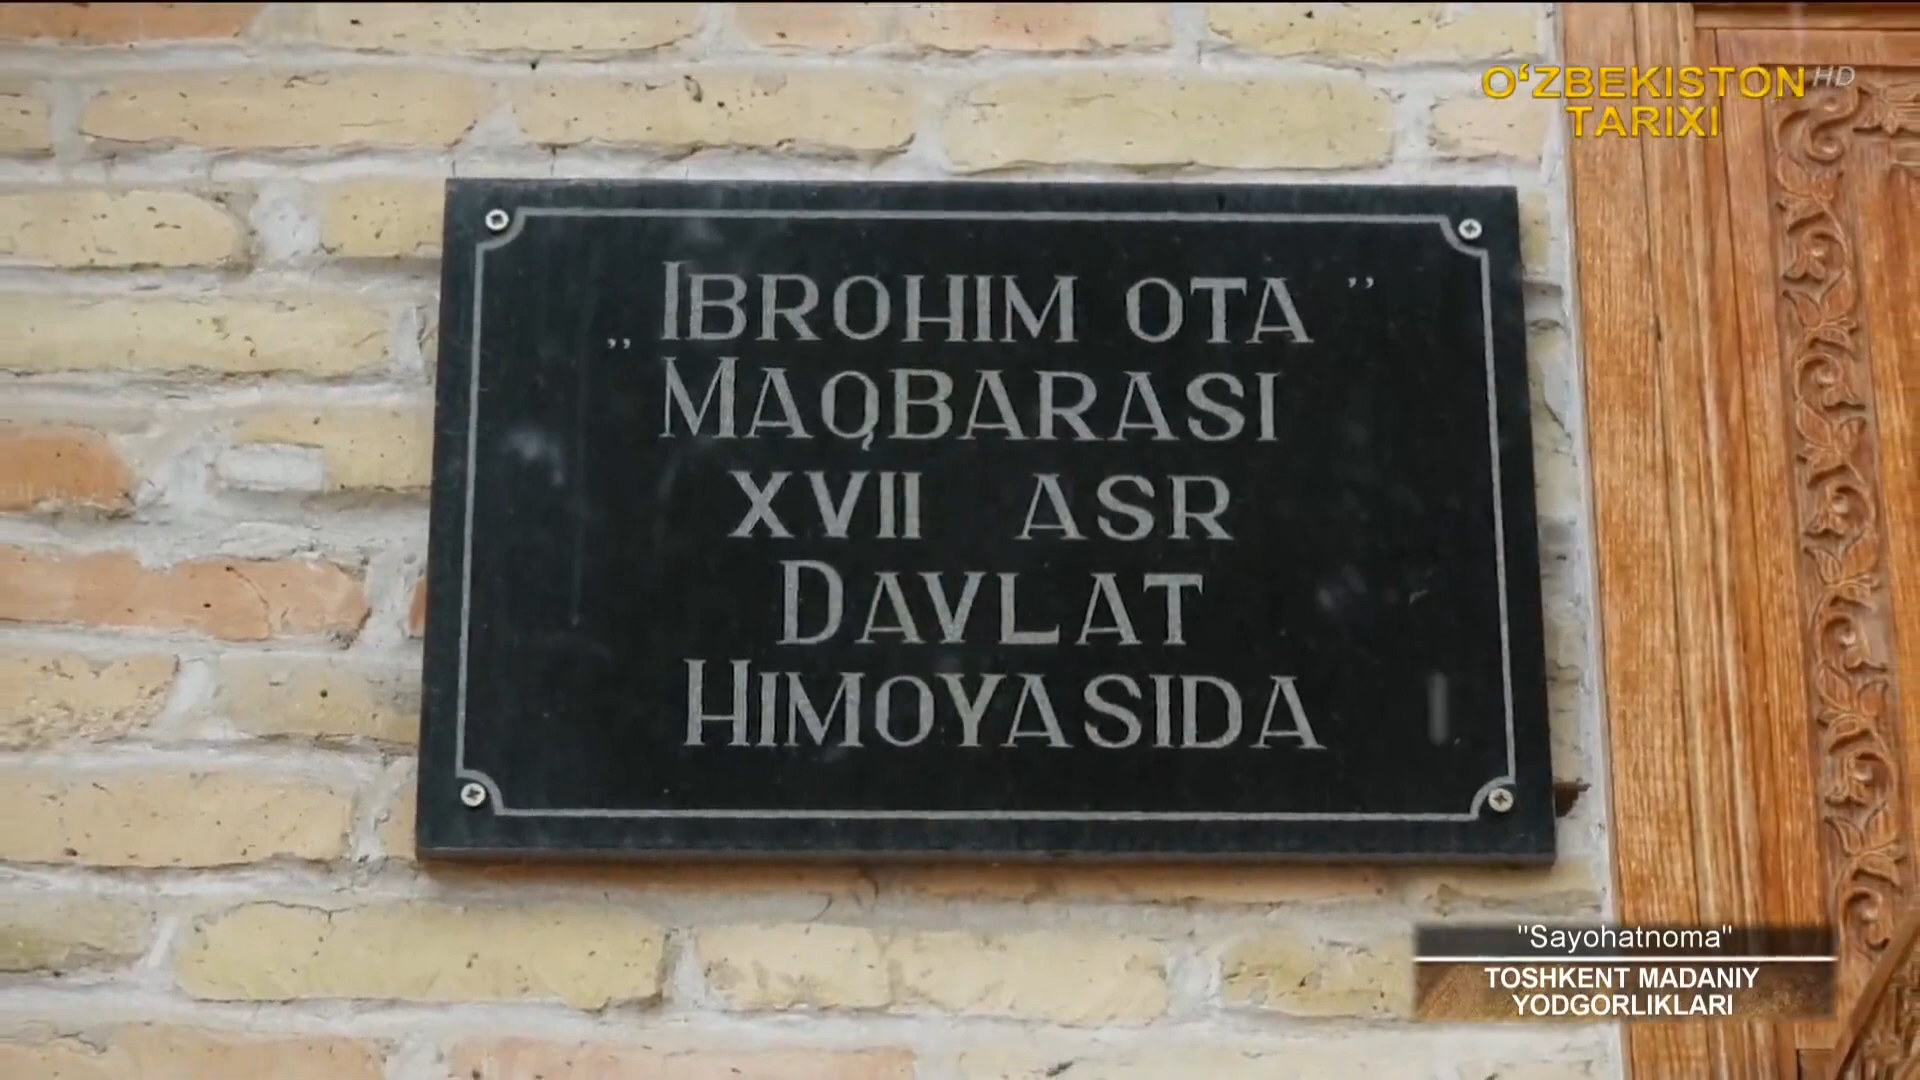 O‘ZBEKISTON HD
TARIXI
„IBROHIM OTA”
MAQBARASI
XVII ASR
DAVLAT
HIMOYASIDA
"Sayohatnoma"
TOSHKENT MADANIY
YODGORLIKLARI